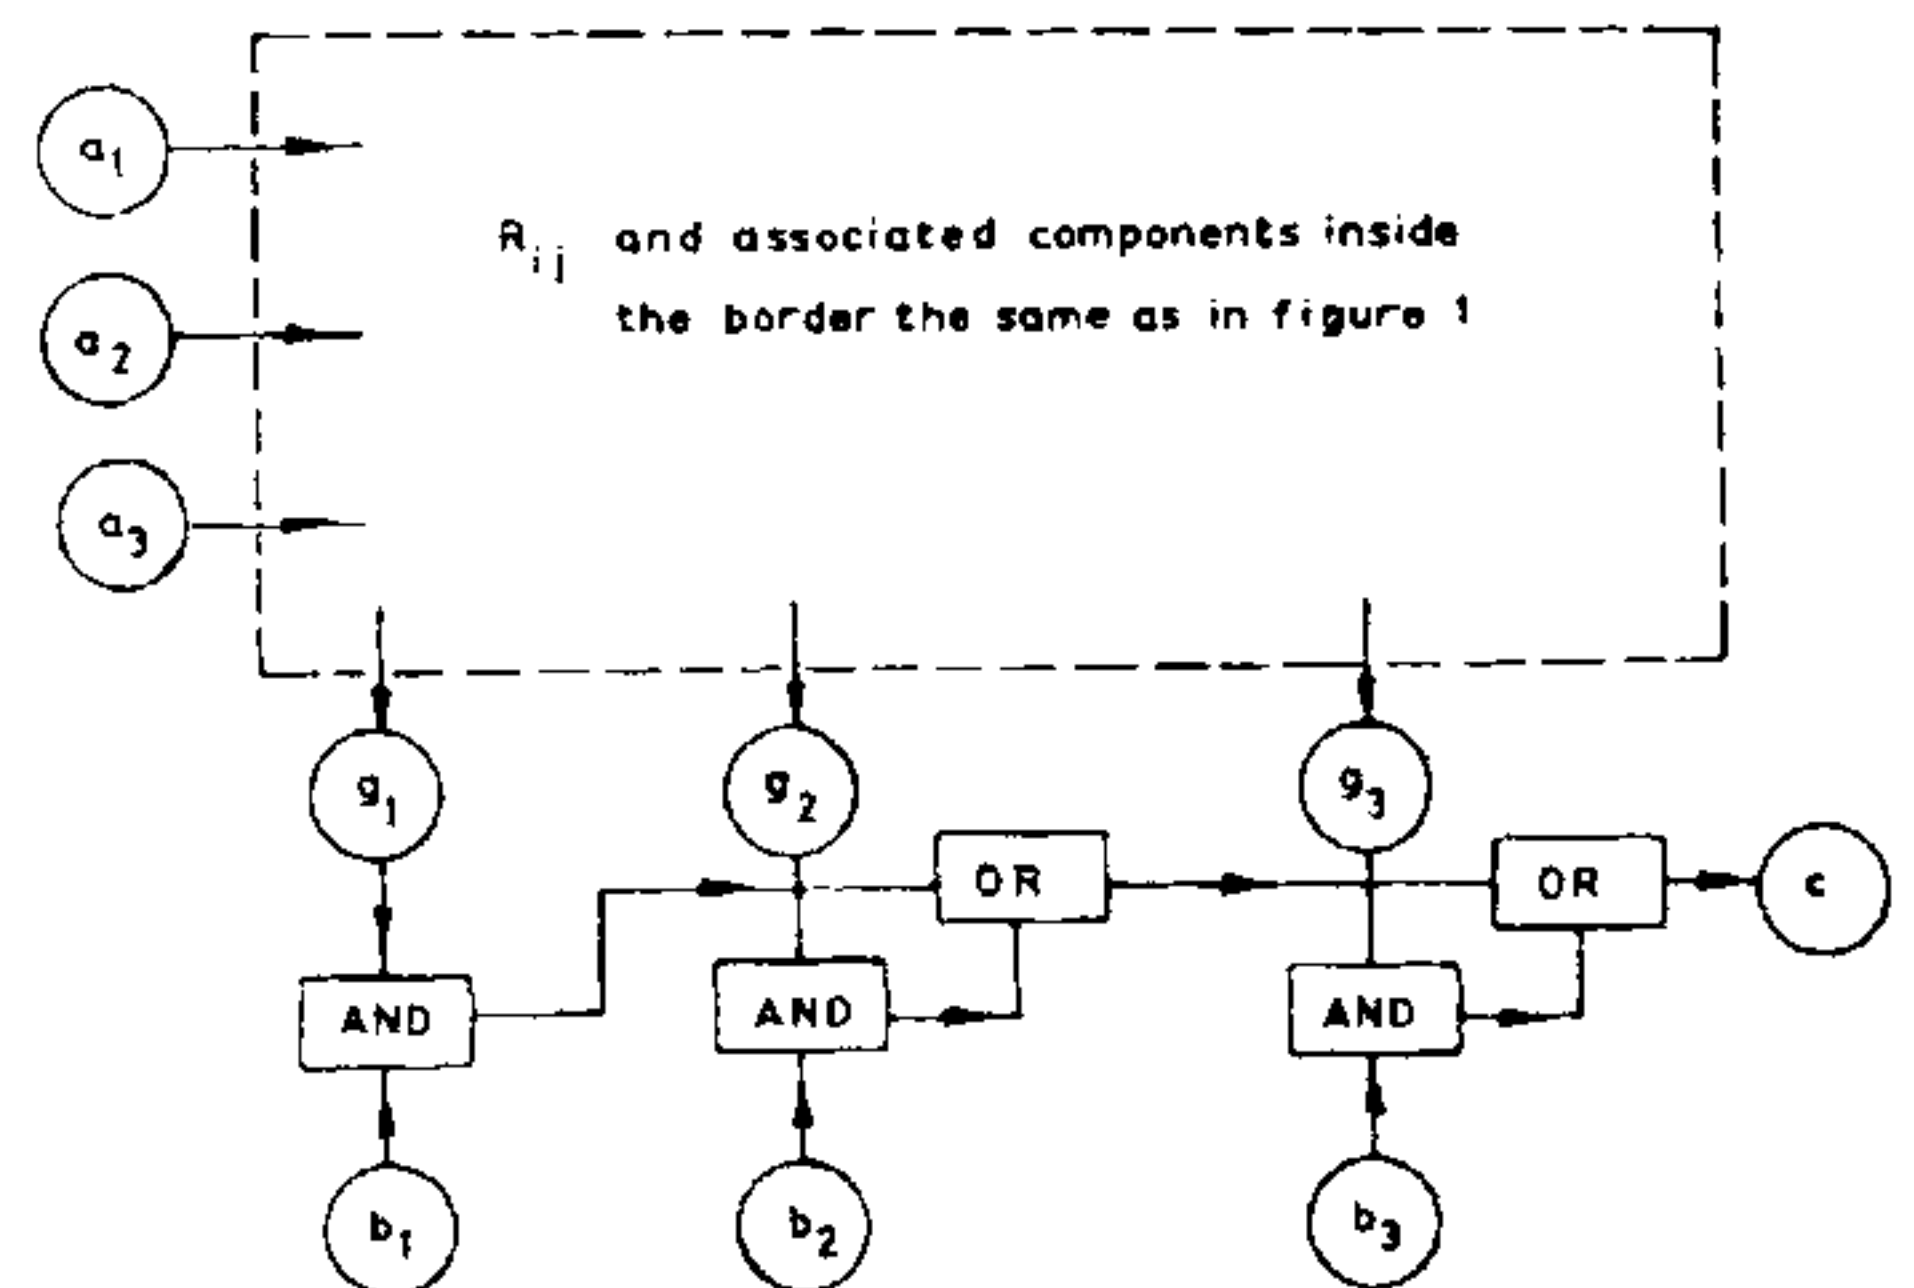 a1
R ij and associated components inside
the border the same as in figure 1
a2
a3
g1
g2
g3
OR
OR
c
AND
AND
AND
b1
b2
b3